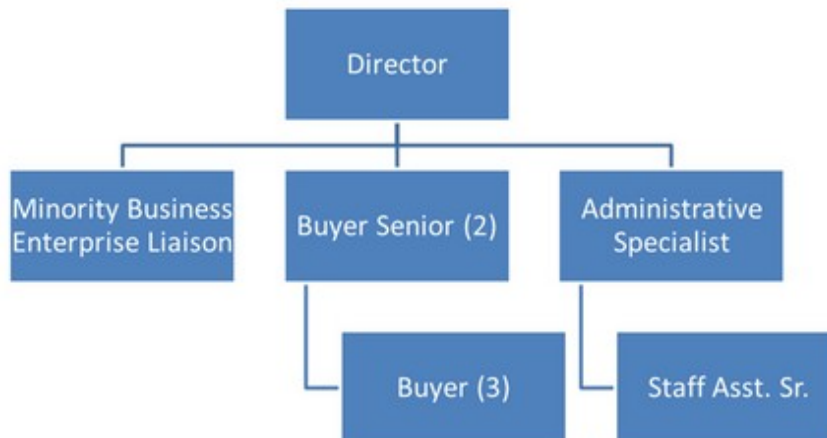 Director
Minority Business
Enterprise Liaison
Buyer Senior (2)
Administrative
Specialist
Buyer (3)
Staff Asst. Sr.